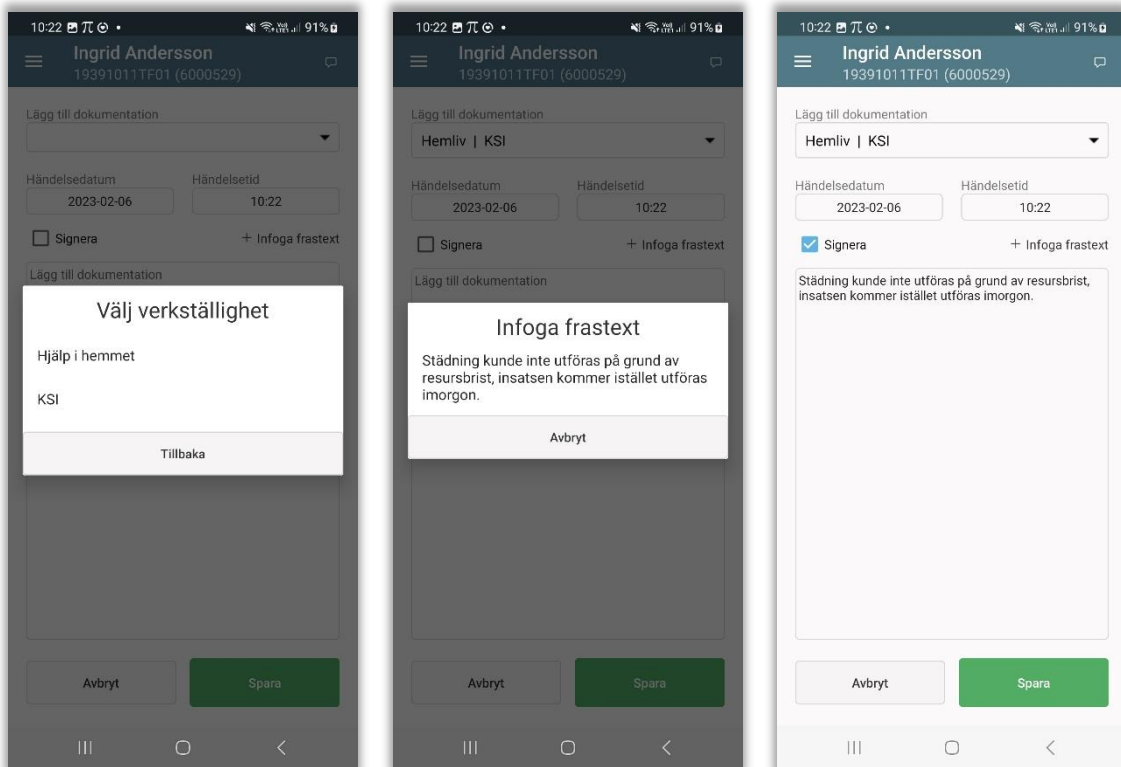 10:22 91%
Ingrid Andersson
19391011TF01 (6000529)
Lägg till dokumentation
Händelsedatum Händelsetid
2023-02-06 10:22
Signera + Infoga frastext
Lägg till dokumentation
Välj verkställighet
Hjälp i hemmet
KSI
Tillbaka
Avbryt Spara
10:22 91%
Ingrid Andersson
19391011TF01 (6000529)
Lägg till dokumentation
Hemliv | KSI
Händelsedatum Händelsetid
2023-02-06 10:22
Signera + Infoga frastext
Lägg till dokumentation
Infoga frastext
Städning kunde inte utföras på grund av
resursbrist, insatsen kommer istället utföras
imorgon.
Avbryt
Avbryt Spara
10:22 91%
Ingrid Andersson
19391011TF01 (6000529)
Lägg till dokumentation
Hemliv | KSI
Händelsedatum Händelsetid
2023-02-06 10:22
Signera + Infoga frastext
Städning kunde inte utföras på grund av resursbrist,
insatsen kommer istället utföras imorgon.
Avbryt Spara